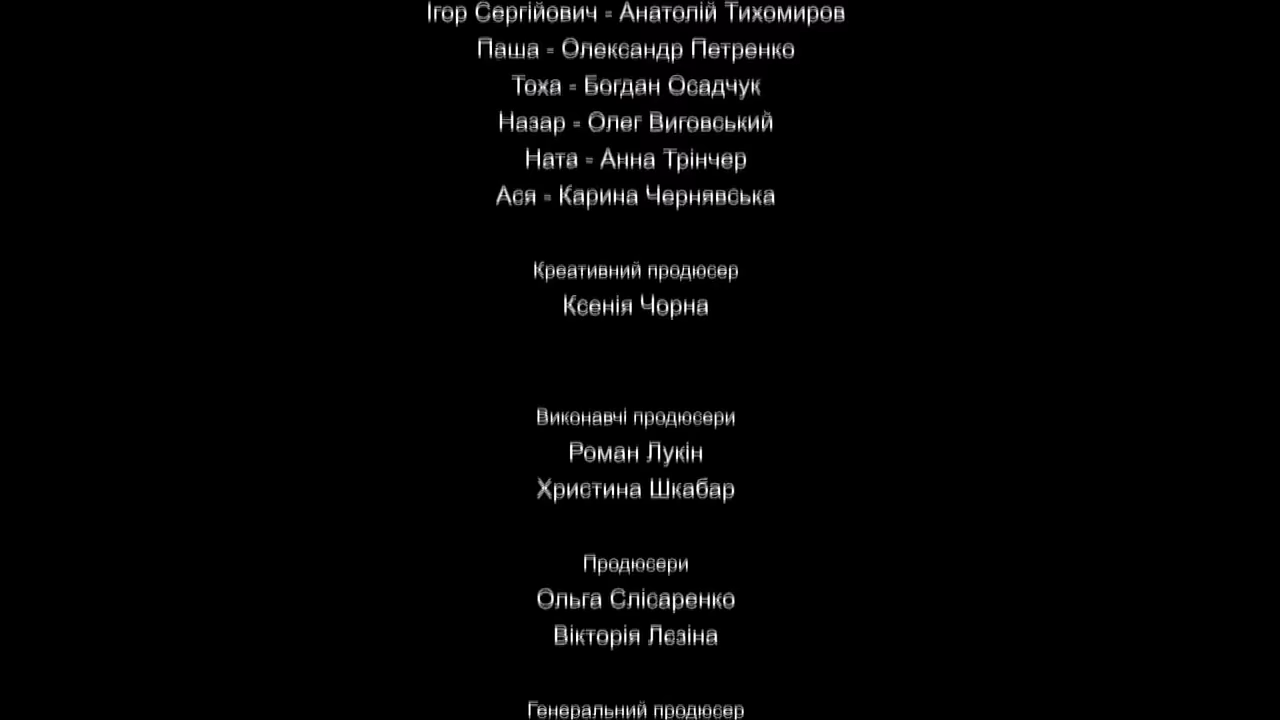 Ігор Сергійович - Анатолій Тихомиров
Паша - Олександр Петренко
Тоха - Богдан Осадчук
Назар - Олег Виговський
Ната - Анна Трінчер
Ася - Карина Чернявська
Креативний продюсер
Ксенія Чорна
Виконавчі продюсери
Роман Лукін
Христина Шкабар
Продюсери
Ольга Слісаренко
Вікторія Лєзіна
Генеральний продюсер